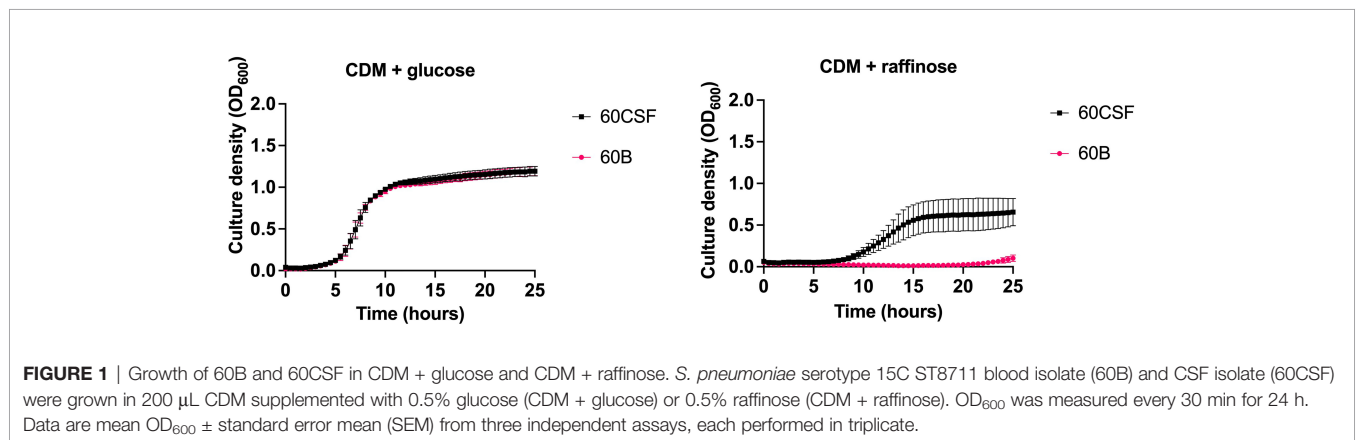 CDM + glucose
Culture density (OD600)
2.0
1.5
1.0
0.5
0.0
0 5 10 15 20 25
Time (hours)
60CSF
60B
CDM + raffinose
Culture density (OD600)
2.0
1.5
1.0
0.5
0.0
0 5 10 15 20 25
Time (hours)
60CSF
60B
FIGURE 1 | Growth of 60B and 60CSF in CDM + glucose and CDM + raffinose. S. pneumoniae serotype 15C ST8711 blood isolate (60B) and CSF isolate (60CSF)
were grown in 200 μL CDM supplemented with 0.5% glucose (CDM + glucose) or 0.5% raffinose (CDM + raffinose). OD600 was measured every 30 min for 24 h.
Data are mean OD600 ± standard error mean (SEM) from three independent assays, each performed in triplicate.